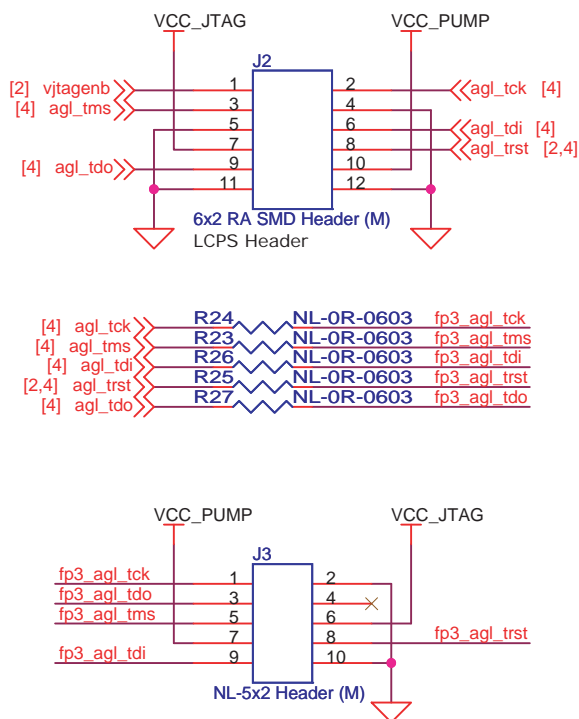 VCC_JTAG VCC_PUMP
J2
[2] vjtagenb 1 2 agl_tck [4]
[4] agl_tms 3 4
5 6 agl_tdi [4]
7 8 agl_trst [2,4]
[4] agl_tdo 9 10
11 12
6x2 RA SMD Header (M)
LCPS Header
[4] agl_tck R24 NL-0R-0603 fp3_agl_tck
[4] agl_tms R23 NL-0R-0603 fp3_agl_tms
[4] agl_tdi R26 NL-0R-0603 fp3_agl_tdi
[2,4] agl_trst R25 NL-0R-0603 fp3_agl_trst
[4] agl_tdo R27 NL-0R-0603 fp3_agl_tdo
VCC_PUMP VCC_JTAG
J3
fp3_agl_tck 1 2
fp3_agl_tdo 3 4
fp3_agl_tms 5 6
7 8 fp3_agl_trst
fp3_agl_tdi 9 10
NL-5x2 Header (M)